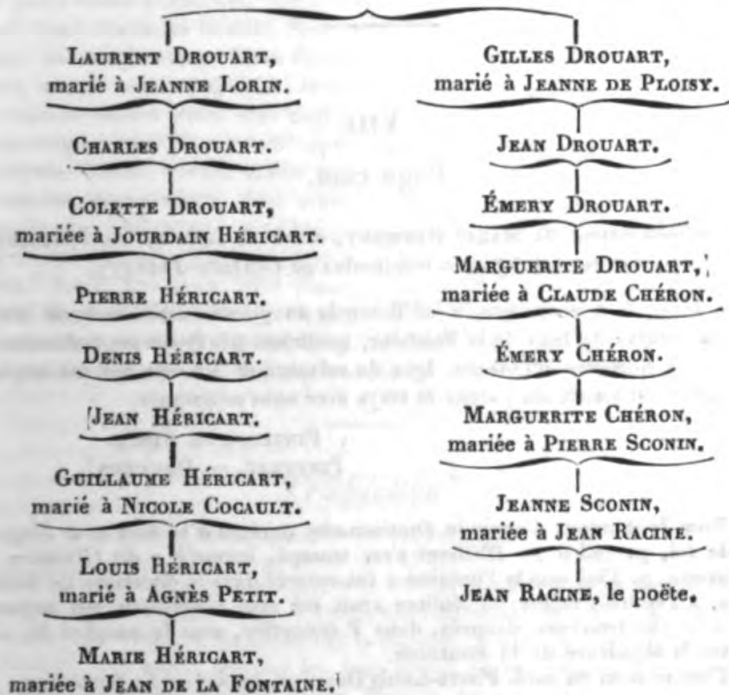 Laurent Drouart,
marié à Jeanne Lorin.
Charles Drouart.
Colette Drouart,
mariée à Jourdain Héricart.
Pierre Héricart.
Denis Héricart.
Jean Héricart.
Guillaume Héricart,
marié à Nicole Cocault.
Louis Héricart,
marié à Agnès Petit.
Marie Héricart,
mariée à Jean de la Fontaine.
Gilles Drouart,
marié à Jeanne de Ploisy.
Jean Drouart.
Émery Drouart.
Marguerite Drouart,
mariée à Claude Chéron.
Émery Chéron.
Marguerite Chéron,
mariée à Pierre Sconin.
Jeanne Sconin,
mariée à Jean Racine.
Jean Racine, le poëte.